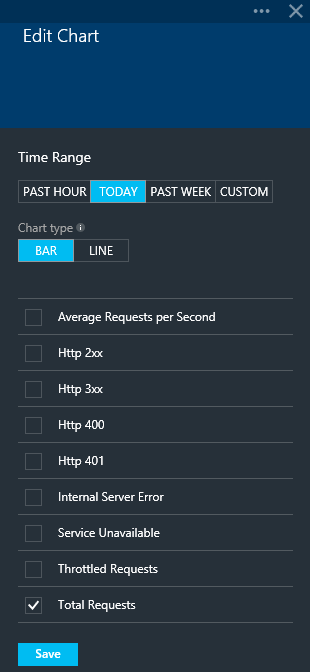 Edit Chart
Time Range
PAST HOUR TODAY PAST WEEK CUSTOM
Chart type
BAR LINE
Average Requests per Second
Http 2xx
Http 3xx
Http 400
Http 401
Internal Server Error
Service Unavailable
Throttled Requests
Total Requests
Save